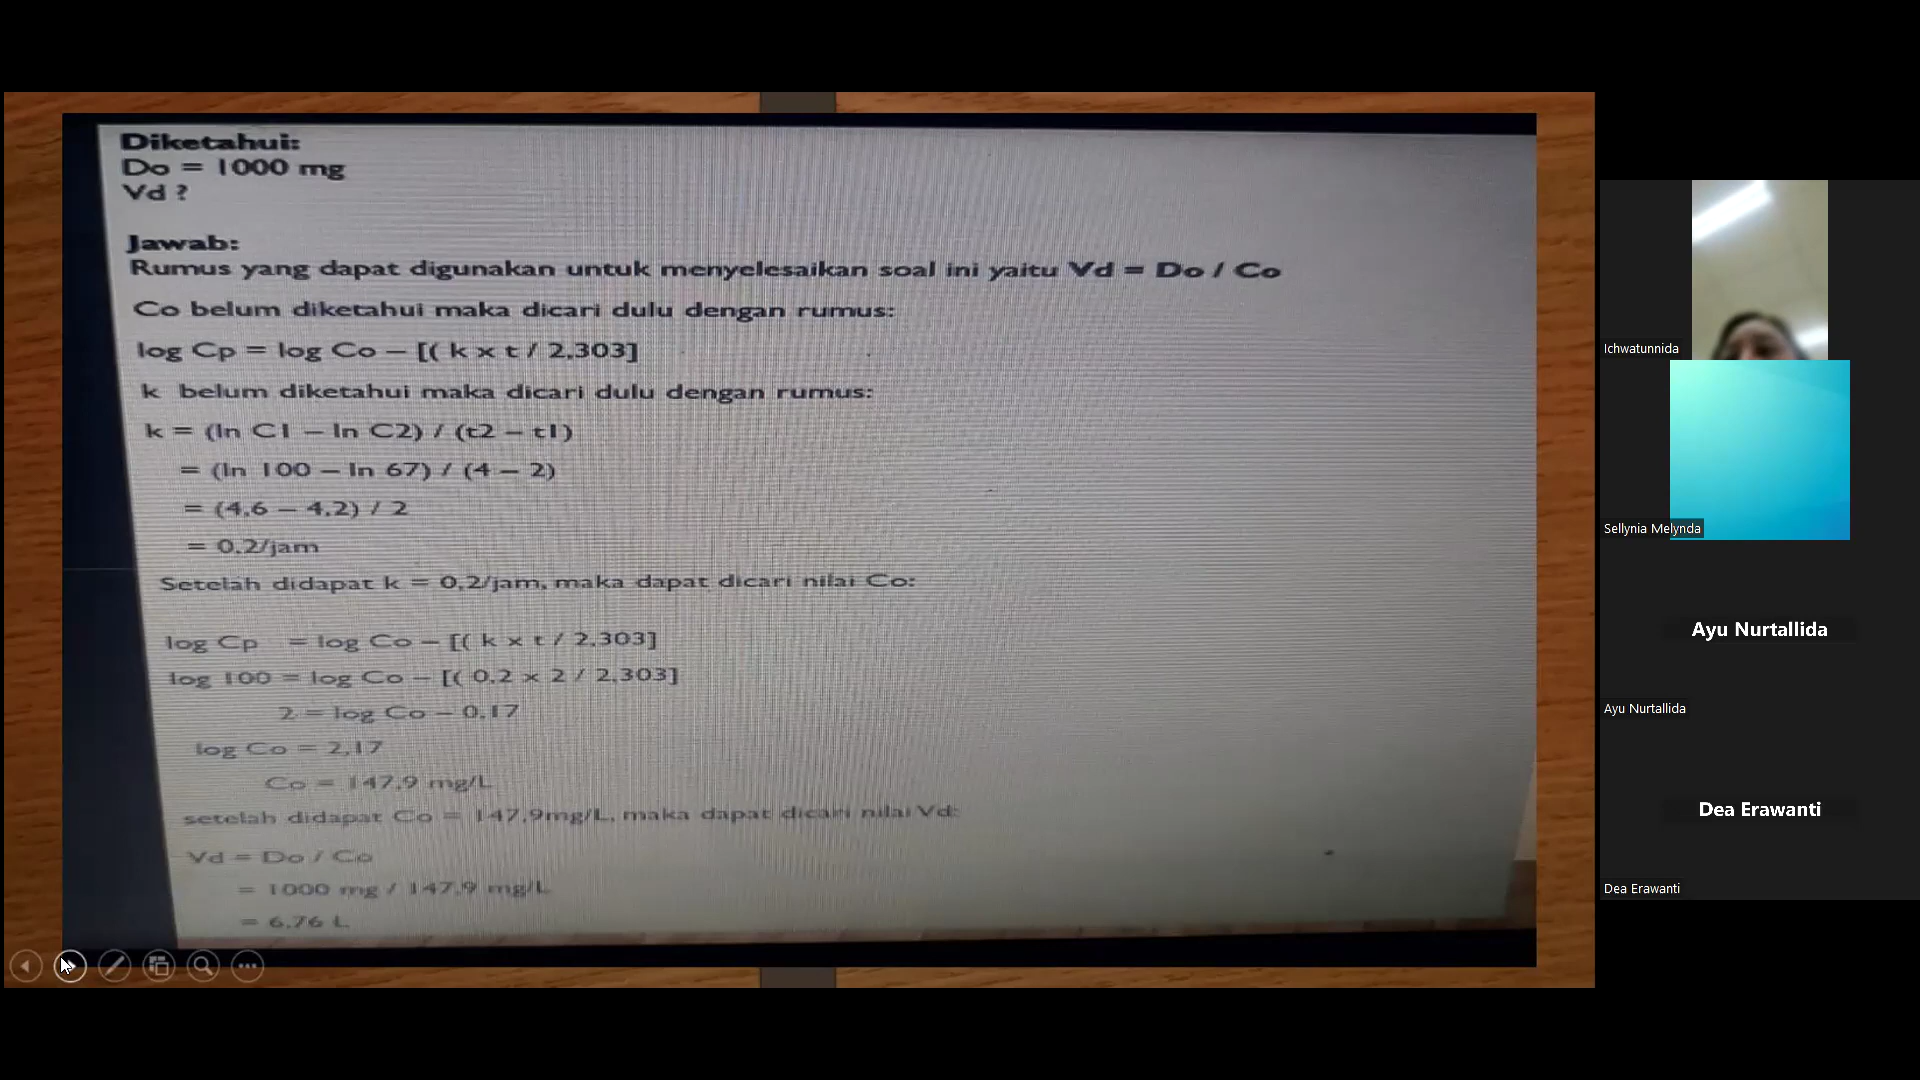 Diketahui:
Do = 1000 mg
Vd ?
Jawab:
Rumus yang dapat digunakan untuk menyelesaikan soal ini yaitu Vd = Do / Co
Co belum diketahui maka dicari dulu dengan rumus:
log Cp = log Co – [( k x t / 2,303]
k belum diketahui maka dicari dulu dengan rumus:
k = (ln C1 – ln C2) / (t2 – t1)
= (ln 100 – ln 67) / (4 – 2)
= (4,6 – 4,2) / 2
= 0,2/jam
Setelah didapat k = 0,2/jam, maka dapat dicari nilai Co:
log Cp = log Co – [( k x t / 2,303]
log 100 = log Co – [( 0,2 x 2 / 2,303]
2 = log Co – 0,17
log Co = 2,17
Co = 147,9 mg/L
setelah didapat Co = 147,9mg/L, maka dapat dicari nilai Vd:
Vd = Do / Co
= 1000 mg / 147,9 mg/L
= 6,76 L
Ichwatunnida
Sellynia Melynda
Ayu Nurtallida
Ayu Nurtallida
Dea Erawanti
Dea Erawanti